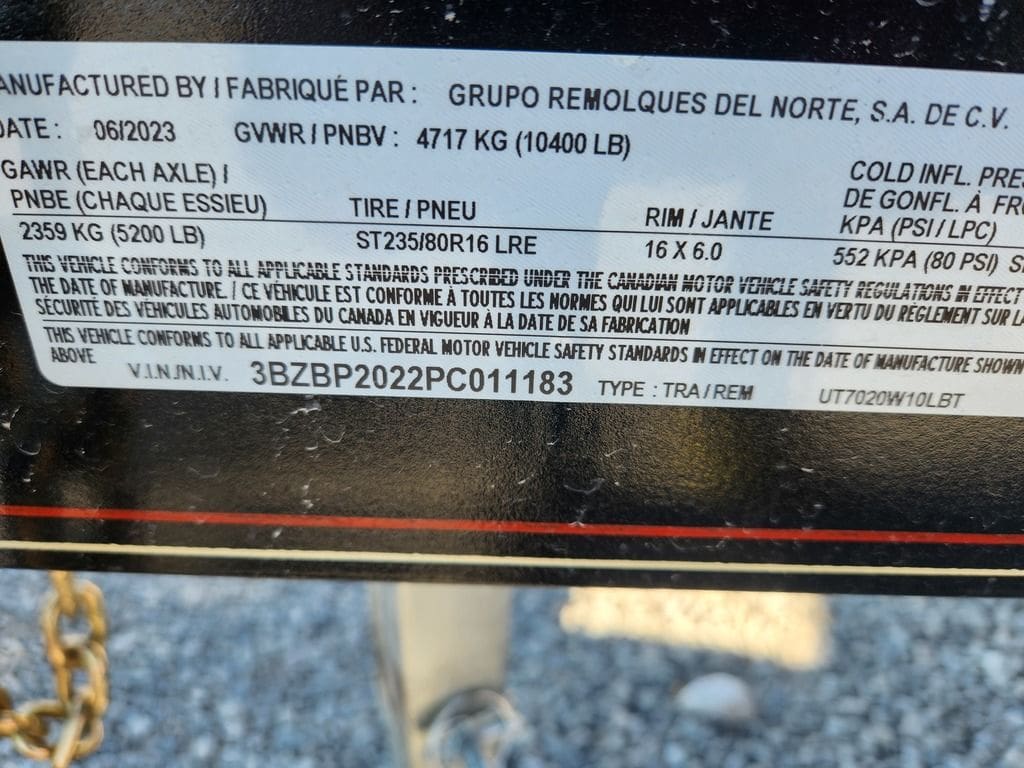 ANUFACTURED BY / FABRIQUÉ PAR : GRUPO REMOLQUES DEL NORTE, S.A. DE C.V.
DATE : 06/2023 GVWR / PNBV : 4717 KG (10400 LB)
GAWR (EACH AXLE) /
PNBE (CHAQUE ESSIEU) TIRE / PNEU RIM / JANTE COLD INFL. PRES
DE GONFL. À FRO
KPA (PSI / LPC)
2359 KG (5200 LB) ST235/80R16 LRE 16 X 6.0 552 KPA (80 PSI) S
THIS VEHICLE CONFORMS TO ALL APPLICABLE STANDARDS PRESCRIBED UNDER THE CANADIAN MOTOR VEHICLE SAFETY REGULATIONS IN EFFECT
THE DATE OF MANUFACTURE. / CE VÉHICULE EST CONFORME À TOUTES LES NORMES QUI LUI SONT APPLICABLES EN VERTU DU RÈGLEMENT SUR LA
SÉCURITÉ DES VÉHICULES AUTOMOBILES DU CANADA EN VIGUEUR À LA DATE DE SA FABRICATION
THIS VEHICLE CONFORMS TO ALL APPLICABLE U.S. FEDERAL MOTOR VEHICLE SAFETY STANDARDS IN EFFECT ON THE DATE OF MANUFACTURE SHOWN
ABOVE
V.I.N./N.I.V. 3BZBP2022PC011183 TYPE : TRA / REM UT7020W10LBT